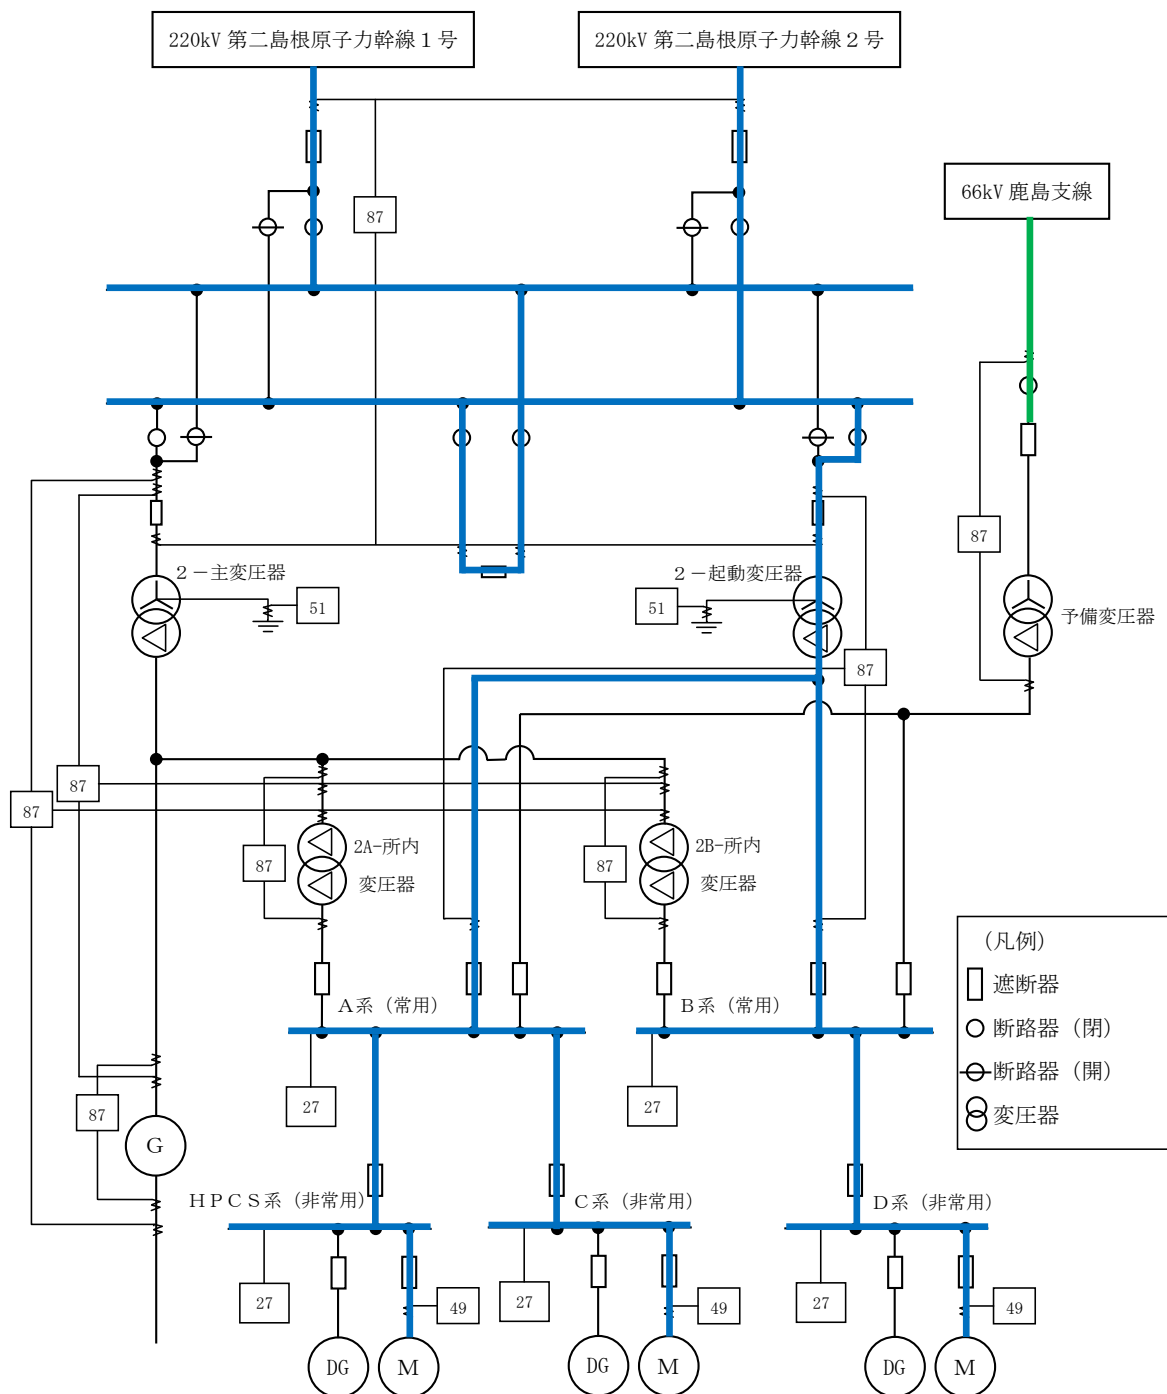 220kV 第二島根原子力幹線１号
220kV 第二島根原子力幹線２号
66kV 鹿島支線
87
87
２－主変圧器
51
２－起動変圧器
51
予備変圧器
87
87
87
2A-所内
変圧器
87
2B-所内
変圧器
87
(凡例)
遮断器
断路器（閉）
断路器（開）
変圧器
Ａ系（常用）
Ｂ系（常用）
27
27
87
G
ＨＰＣＳ系（非常用）
Ｃ系（非常用）
Ｄ系（非常用）
27
49
27
49
27
49
DG
M
DG
M
DG
M